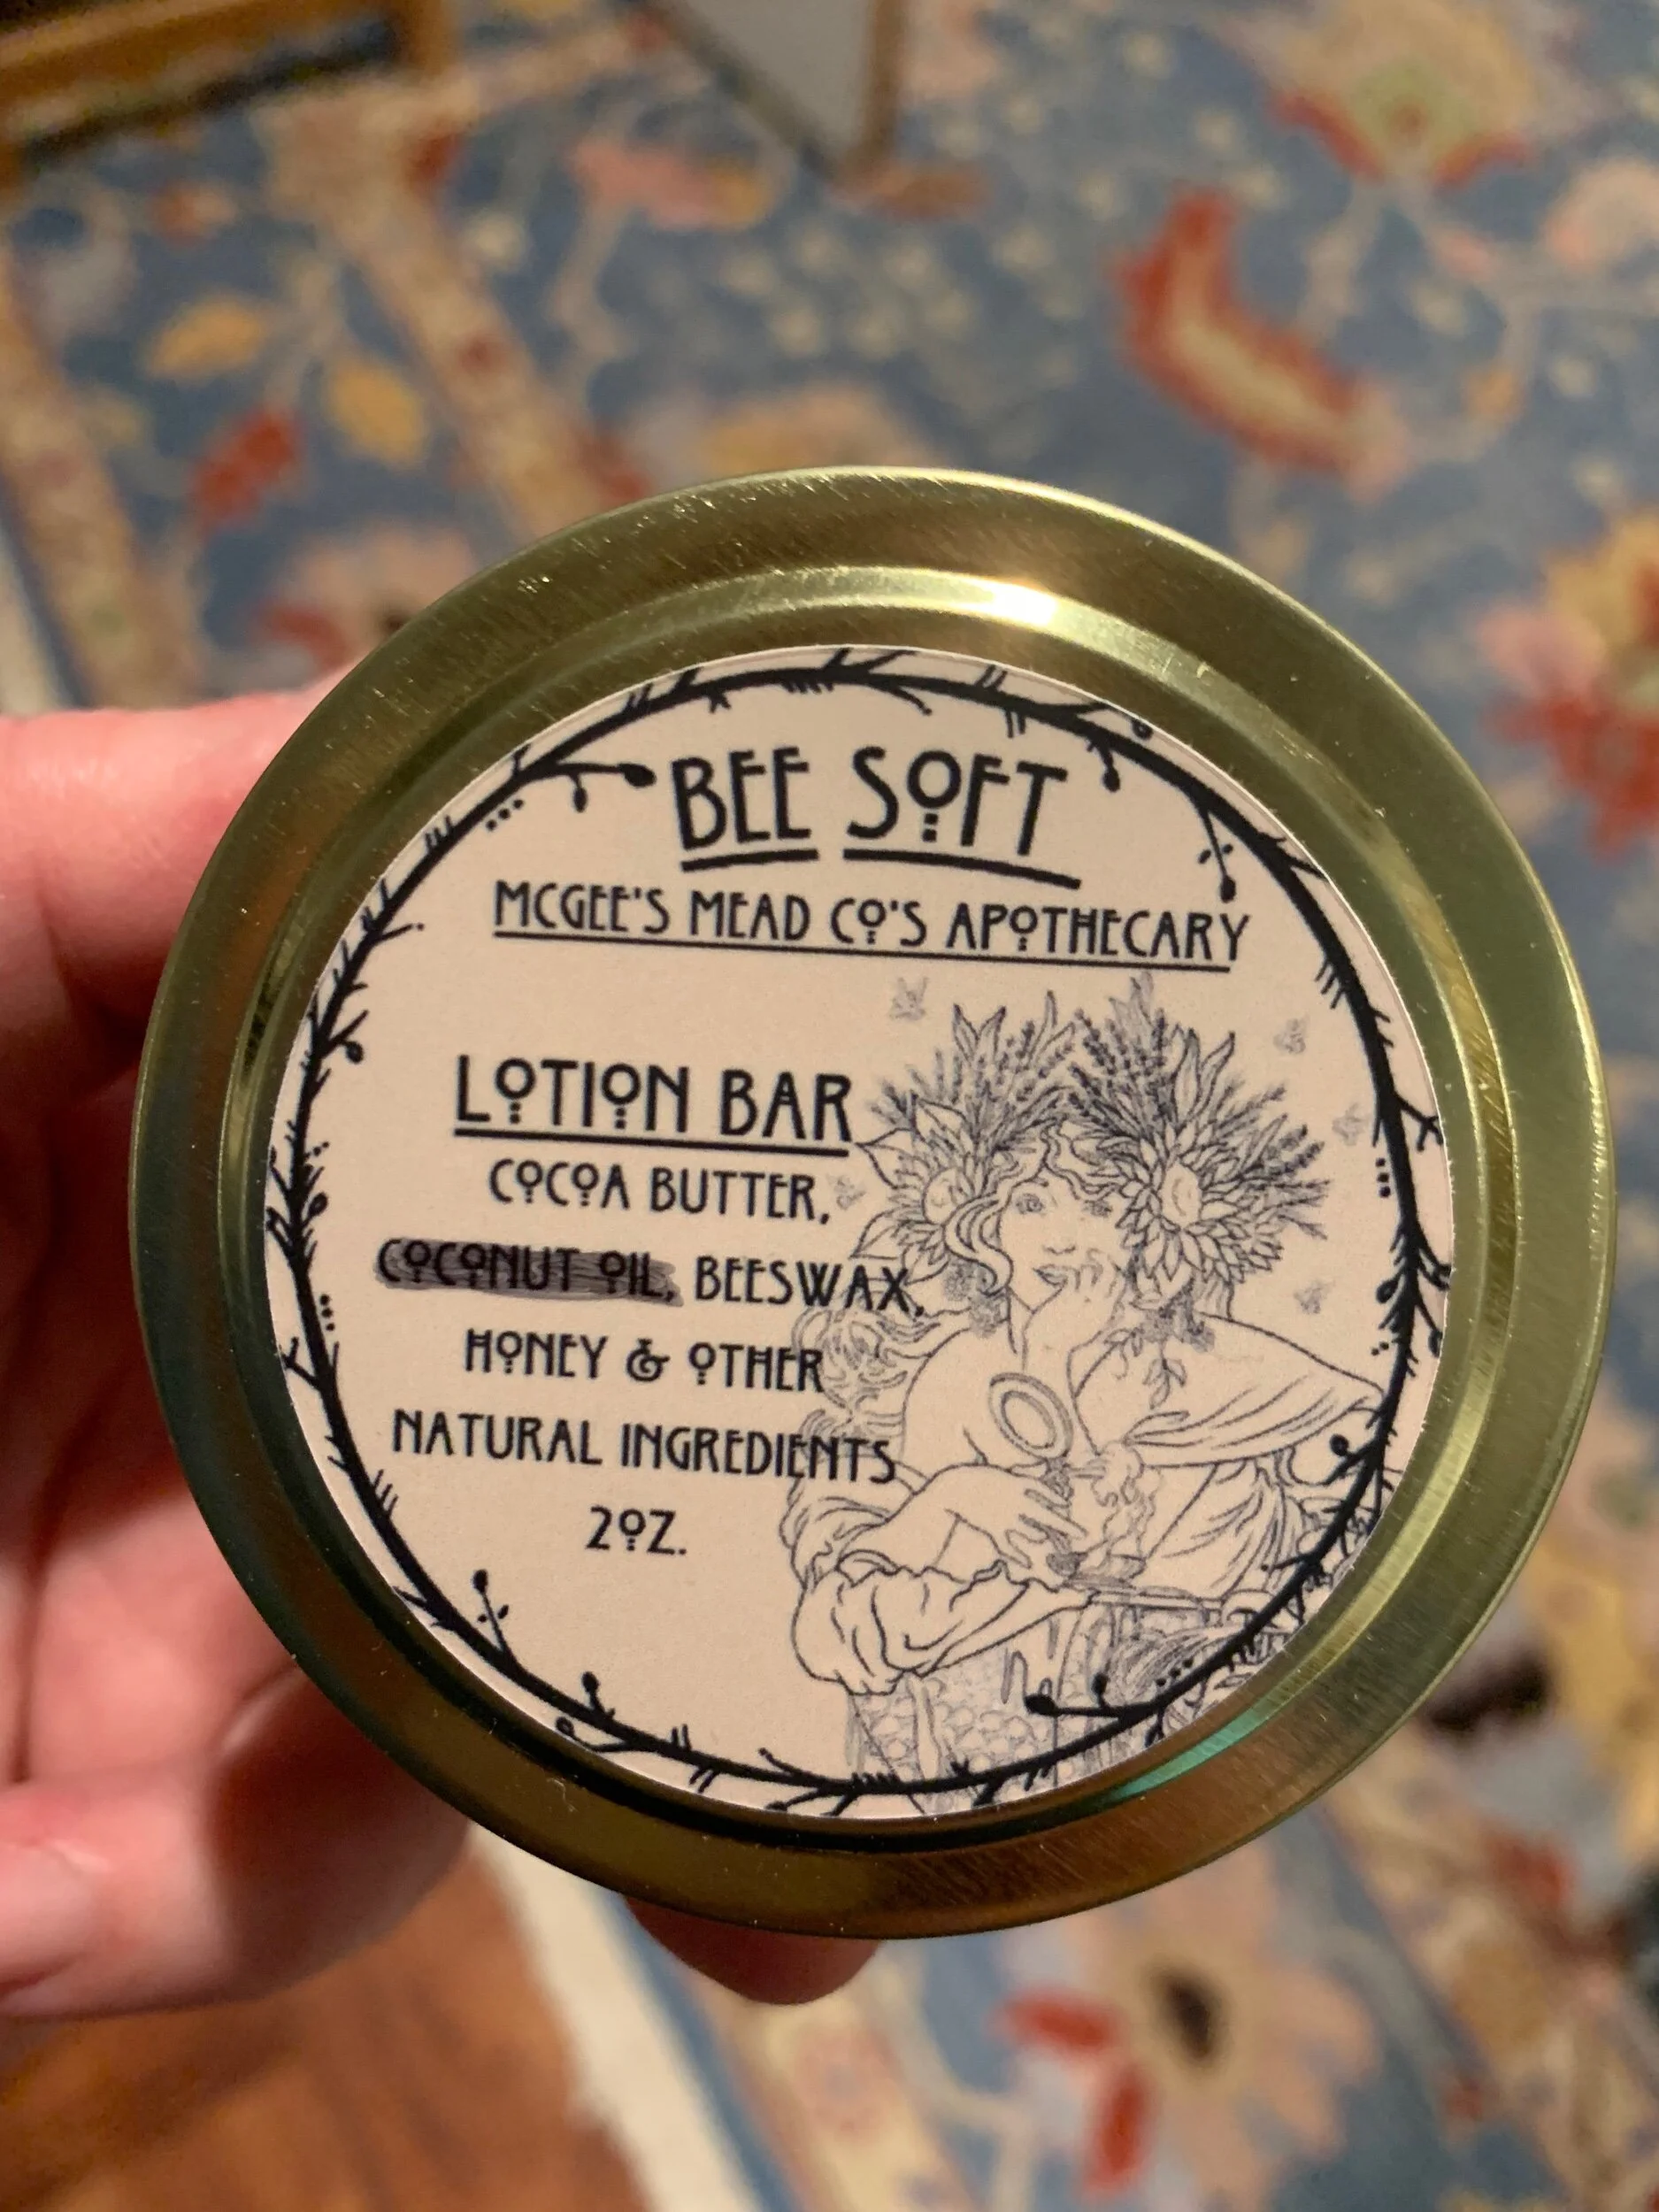 BEE SOFT
MCGEE'S MEAD CO'S APOTHECARY
LOTION BAR
COCOA BUTTER,
COCONUT OIL, BEESWAX,
HONEY & OTHER
NATURAL INGREDIENTS
2OZ.